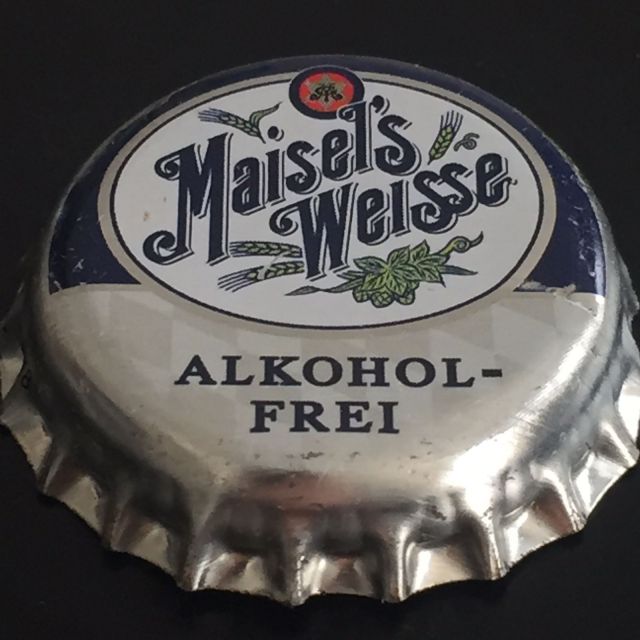 Maisel's
Weisse
ALKOHOL-
FREI